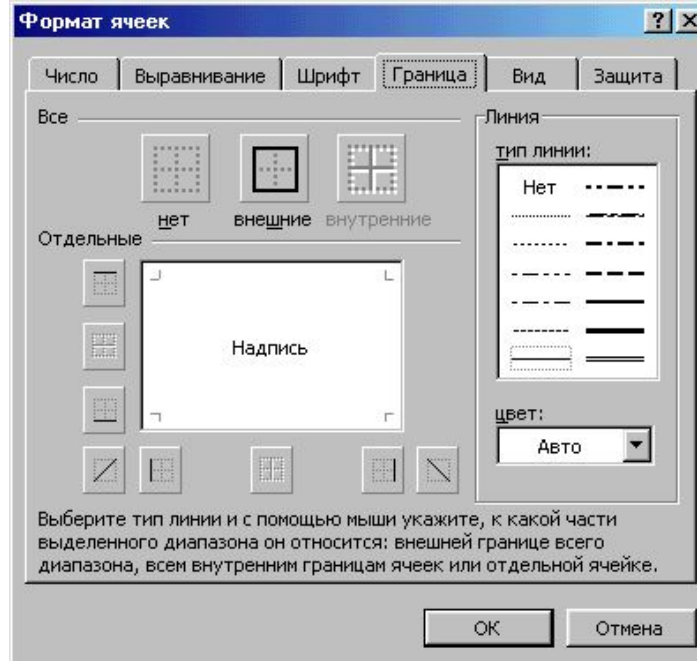 Формат ячеек
Число Выравнивание Шрифт Граница Вид Защита
Все
нет внешние внутренние
Отдельные
Надпись
Линия
тип линии:
Нет
цвет:
Авто
Выберите тип линии и с помощью мыши укажите, к какой части
выделенного диапазона он относится: внешней границе всего
диапазона, всем внутренним границам ячеек или отдельной ячейке.
ОК Отмена